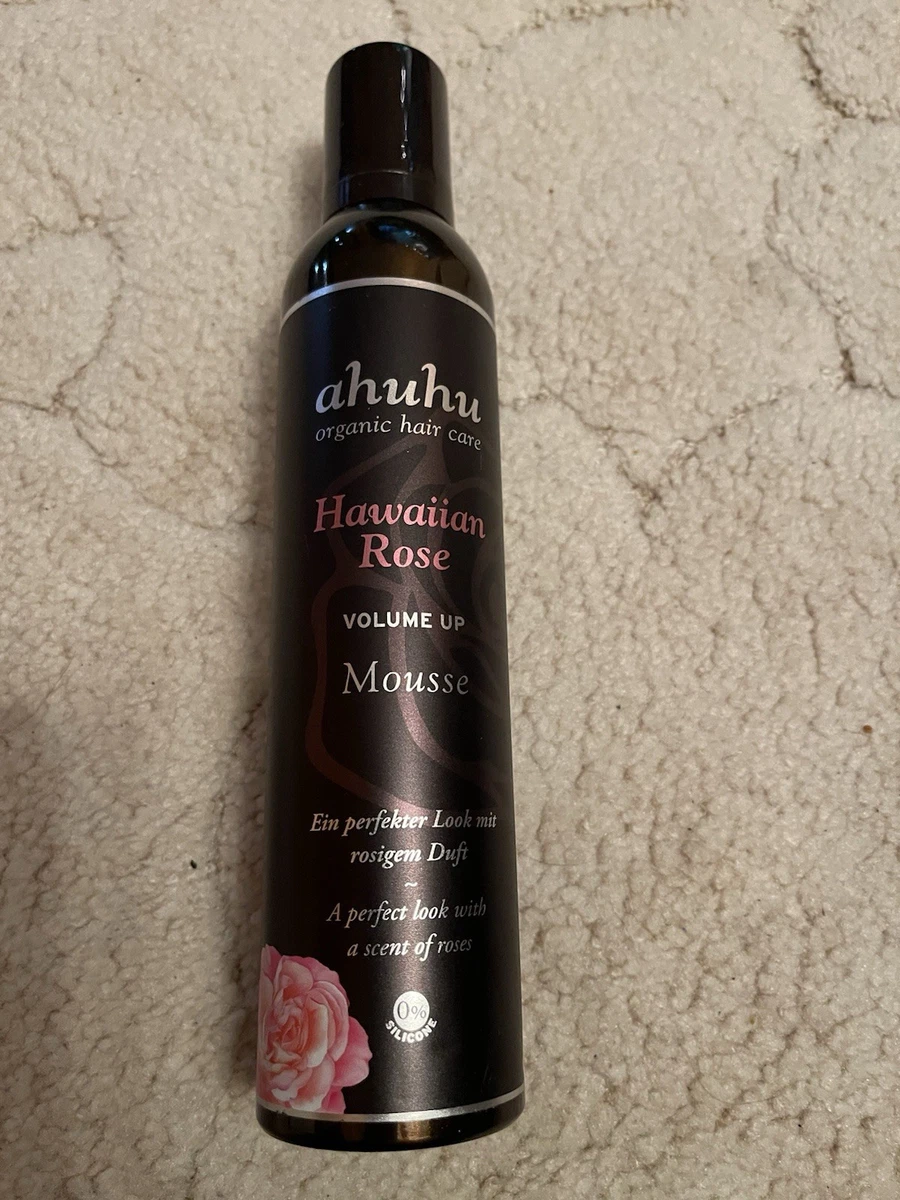 ahuhu
organic hair care
Hawaiian
Rose
VOLUME UP
Mousse
Ein perfekter Look mit
rosigem Duft
~
A perfect look with
a scent of roses
0%
SILICONE